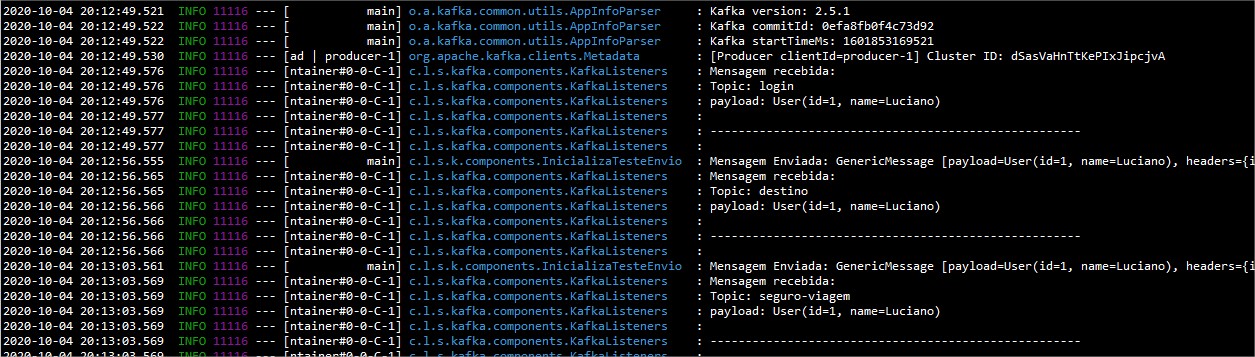 2020-10-04 20:12:49.521  INFO 11116 --- [           main] o.a.kafka.common.utils.AppInfoParser     : Kafka version: 2.5.1
2020-10-04 20:12:49.522  INFO 11116 --- [           main] o.a.kafka.common.utils.AppInfoParser     : Kafka commitId: 0efa8fb0f4c73d92
2020-10-04 20:12:49.522  INFO 11116 --- [           main] o.a.kafka.common.utils.AppInfoParser     : Kafka startTimeMs: 1601853169521
2020-10-04 20:12:49.530  INFO 11116 --- [ad | producer-1] org.apache.kafka.clients.Metadata        : [Producer clientId=producer-1] Cluster ID: dSasVaHnTtKePIxJipcjvA
2020-10-04 20:12:49.576  INFO 11116 --- [ntainer#0-0-C-1] c.l.s.kafka.components.KafkaListeners    : Mensagem recebida:
2020-10-04 20:12:49.576  INFO 11116 --- [ntainer#0-0-C-1] c.l.s.kafka.components.KafkaListeners    : Topic: login
2020-10-04 20:12:49.576  INFO 11116 --- [ntainer#0-0-C-1] c.l.s.kafka.components.KafkaListeners    : payload: User(id=1, name=Luciano)
2020-10-04 20:12:49.577  INFO 11116 --- [ntainer#0-0-C-1] c.l.s.kafka.components.KafkaListeners    :
2020-10-04 20:12:49.577  INFO 11116 --- [ntainer#0-0-C-1] c.l.s.kafka.components.KafkaListeners    : -----------------------------------------------------
2020-10-04 20:12:49.577  INFO 11116 --- [ntainer#0-0-C-1] c.l.s.kafka.components.KafkaListeners    :
2020-10-04 20:12:56.555  INFO 11116 --- [           main] c.l.s.k.components.InicializaTesteEnvio  : Mensagem Enviada: GenericMessage [payload=User(id=1, name=Luciano), headers={i
2020-10-04 20:12:56.565  INFO 11116 --- [ntainer#0-0-C-1] c.l.s.kafka.components.KafkaListeners    : Mensagem recebida:
2020-10-04 20:12:56.565  INFO 11116 --- [ntainer#0-0-C-1] c.l.s.kafka.components.KafkaListeners    : Topic: destino
2020-10-04 20:12:56.566  INFO 11116 --- [ntainer#0-0-C-1] c.l.s.kafka.components.KafkaListeners    : payload: User(id=1, name=Luciano)
2020-10-04 20:12:56.566  INFO 11116 --- [ntainer#0-0-C-1] c.l.s.kafka.components.KafkaListeners    :
2020-10-04 20:12:56.566  INFO 11116 --- [ntainer#0-0-C-1] c.l.s.kafka.components.KafkaListeners    : -----------------------------------------------------
2020-10-04 20:12:56.566  INFO 11116 --- [ntainer#0-0-C-1] c.l.s.kafka.components.KafkaListeners    :
2020-10-04 20:13:03.561  INFO 11116 --- [           main] c.l.s.k.components.InicializaTesteEnvio  : Mensagem Enviada: GenericMessage [payload=User(id=1, name=Luciano), headers={i
2020-10-04 20:13:03.569  INFO 11116 --- [ntainer#0-0-C-1] c.l.s.kafka.components.KafkaListeners    : Mensagem recebida:
2020-10-04 20:13:03.569  INFO 11116 --- [ntainer#0-0-C-1] c.l.s.kafka.components.KafkaListeners    : Topic: seguro-viagem
2020-10-04 20:13:03.569  INFO 11116 --- [ntainer#0-0-C-1] c.l.s.kafka.components.KafkaListeners    : payload: User(id=1, name=Luciano)
2020-10-04 20:13:03.569  INFO 11116 --- [ntainer#0-0-C-1] c.l.s.kafka.components.KafkaListeners    :
2020-10-04 20:13:03.569  INFO 11116 --- [ntainer#0-0-C-1] c.l.s.kafka.components.KafkaListeners    : -----------------------------------------------------
2020-10-04 20:13:03.569  INFO 11116 --- [ntainer#0-0-C-1] c.l.s.kafka.components.KafkaListeners    :